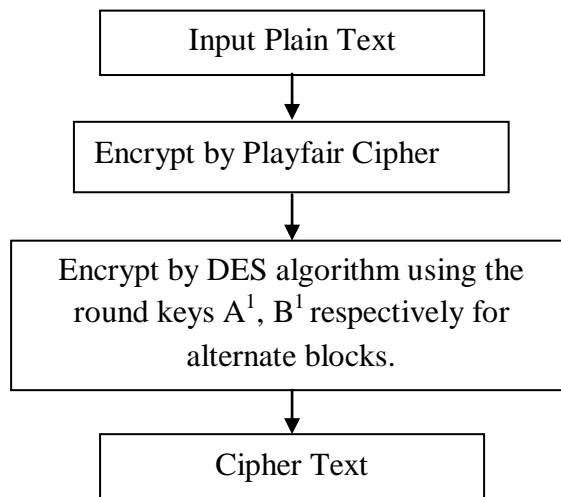 Input Plain Text
Encrypt by Playfair Cipher
Encrypt by DES algorithm using the
round keys A¹, B¹ respectively for
alternate blocks.
Cipher Text